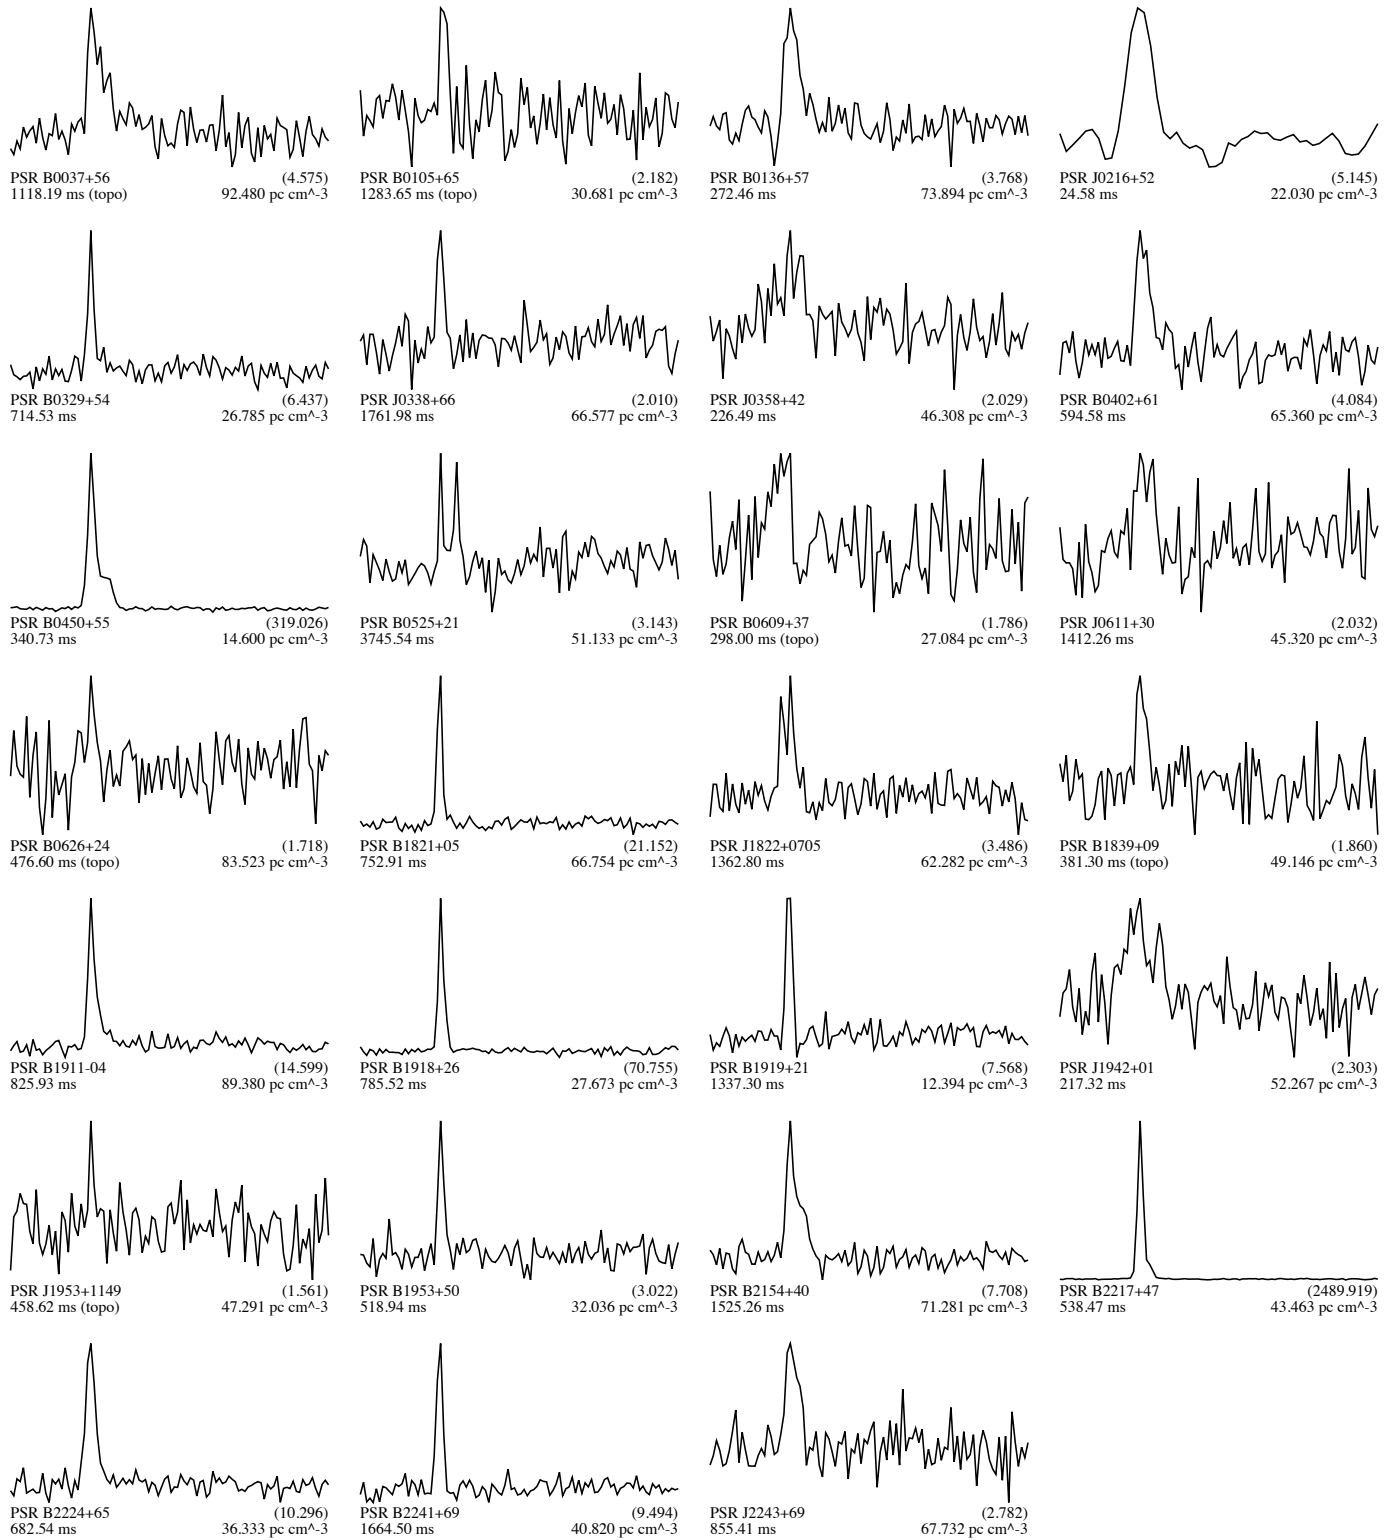 PSR B0037+56 (4.575) PSR B0105+65 (2.182) PSR B0136+57 (3.768) PSR J0216+52 (5.145)
1118.19 ms (topo) 92.480 pc cm^-3 1283.65 ms (topo) 30.681 pc cm^-3 272.46 ms 73.894 pc cm^-3 24.58 ms 22.030 pc cm^-3
PSR B0329+54 (6.437) PSR J0338+66 (2.010) PSR J0358+42 (2.029) PSR B0402+61 (4.084)
714.53 ms 26.785 pc cm^-3 1761.98 ms 66.577 pc cm^-3 226.49 ms 46.308 pc cm^-3 594.58 ms 65.360 pc cm^-3
PSR B0450+55 (319.026) PSR B0525+21 (3.143) PSR B0609+37 (1.786) PSR J0611+30 (2.032)
340.73 ms 14.600 pc cm^-3 3745.54 ms 51.133 pc cm^-3 298.00 ms (topo) 27.084 pc cm^-3 1412.26 ms 45.320 pc cm^-3
PSR B0626+24 (1.718) PSR B1821+05 (21.152) PSR J1822+0705 (3.486) PSR B1839+09 (1.860)
476.60 ms (topo) 83.523 pc cm^-3 752.91 ms 66.754 pc cm^-3 1362.80 ms 62.282 pc cm^-3 381.30 ms (topo) 49.146 pc cm^-3
PSR B1911-04 (14.599) PSR B1918+26 (70.755) PSR B1919+21 (7.568) PSR J1942+01 (2.303)
825.93 ms 89.380 pc cm^-3 785.52 ms 27.673 pc cm^-3 1337.30 ms 12.394 pc cm^-3 217.32 ms 52.267 pc cm^-3
PSR J1953+1149 (1.561) PSR B1953+50 (3.022) PSR B2154+40 (7.708) PSR B2217+47 (2489.919)
458.62 ms (topo) 47.291 pc cm^-3 518.94 ms 32.036 pc cm^-3 1525.26 ms 71.281 pc cm^-3 538.47 ms 43.463 pc cm^-3
PSR B2224+65 (10.296) PSR B2241+69 (9.494) PSR J2243+69 (2.782)
682.54 ms 36.333 pc cm^-3 1664.50 ms 40.820 pc cm^-3 855.41 ms 67.732 pc cm^-3